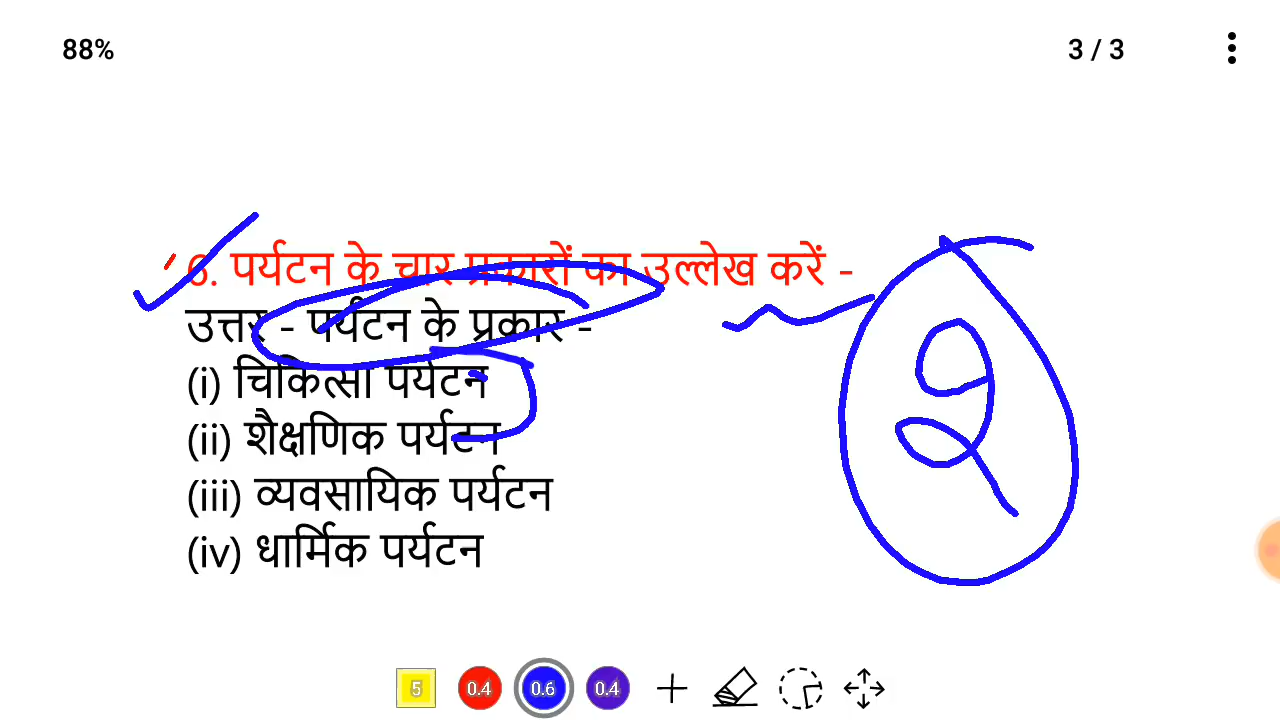 88%
3 / 3
6. पर्यटन के चार प्रकारों का उल्लेख करें -
उत्तर - पर्यटन के प्रकार -
(i) चिकित्सा पर्यटन
(ii) शैक्षणिक पर्यटन
(iii) व्यवसायिक पर्यटन
(iv) धार्मिक पर्यटन
२
5 0.4 0.6 0.4